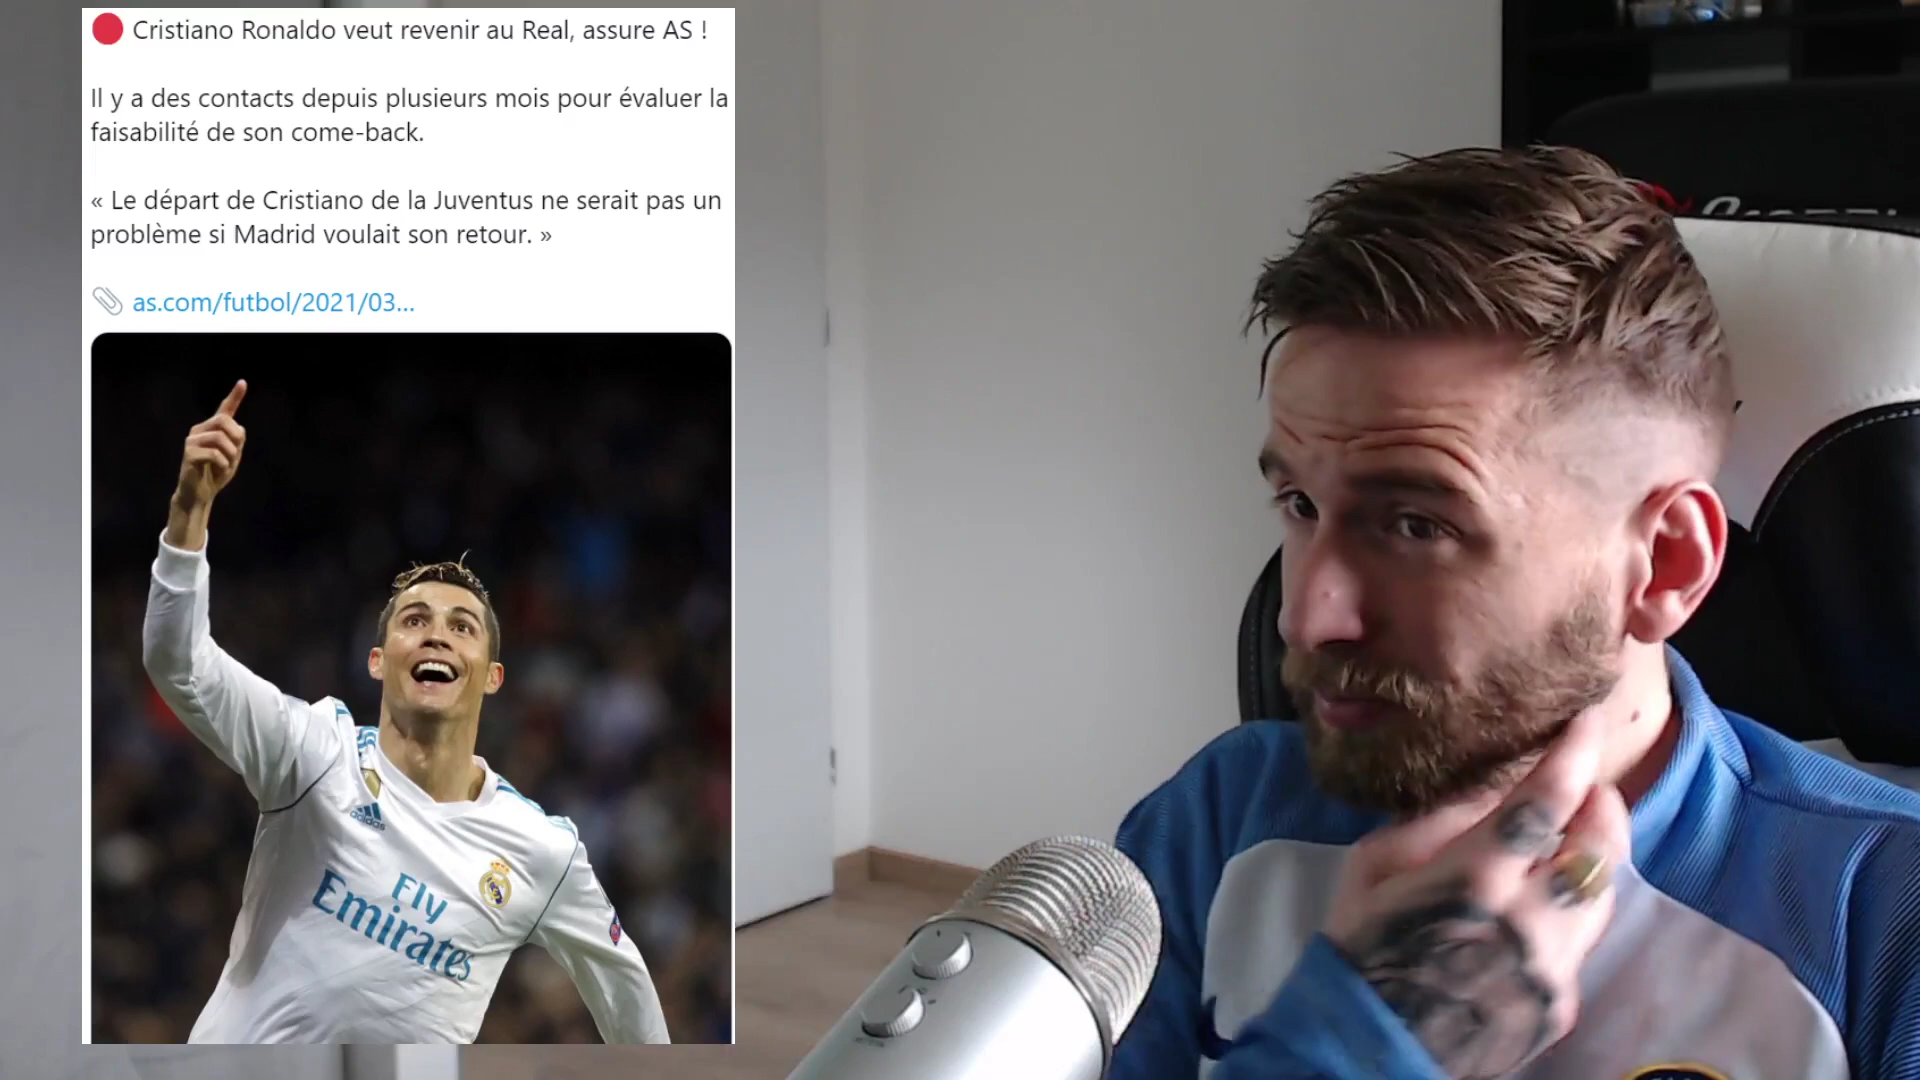 🔴 Cristiano Ronaldo veut revenir au Real, assure AS !
Il y a des contacts depuis plusieurs mois pour évaluer la
faisabilité de son come-back.
« Le départ de Cristiano de la Juventus ne serait pas un
problème si Madrid voulait son retour. »
📎 as.com/futbol/2021/03...
adidas
Fly
Emirates